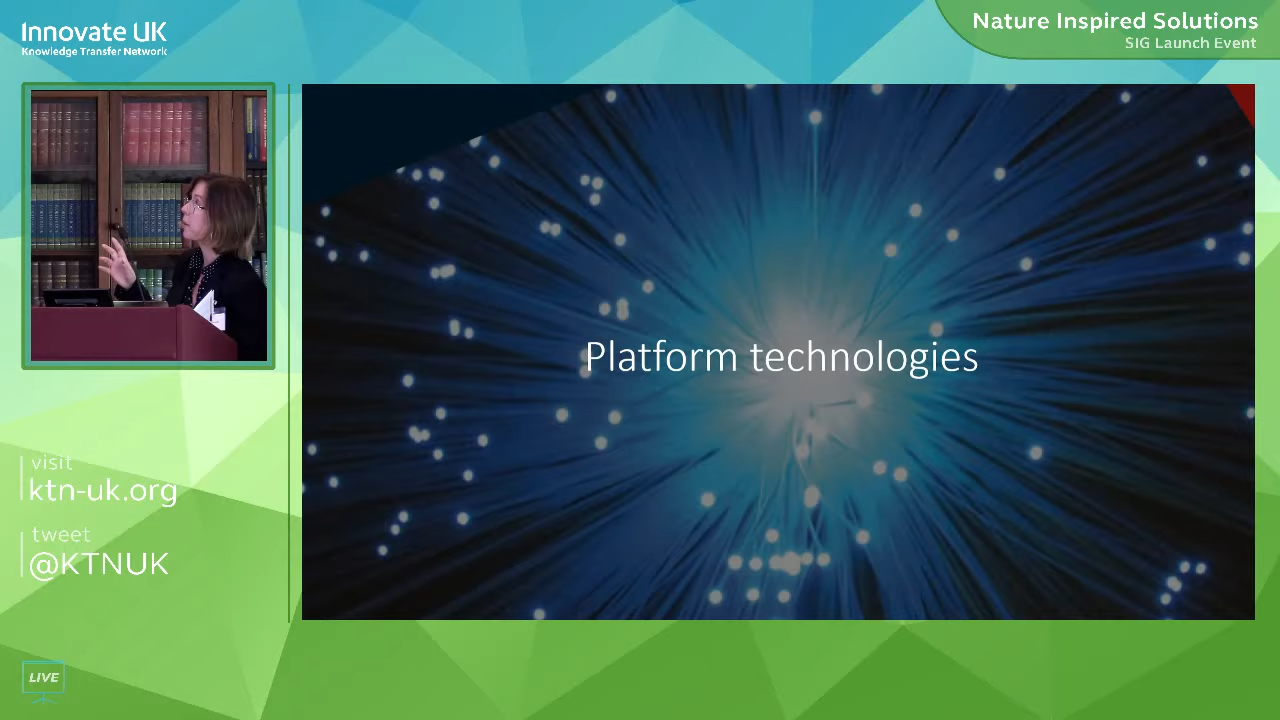 Innovate UK
Knowledge Transfer Network
Nature Inspired Solutions
SIG Launch Event
Platform technologies
visit
ktn-uk.org
tweet
@KTNUK
LIVE